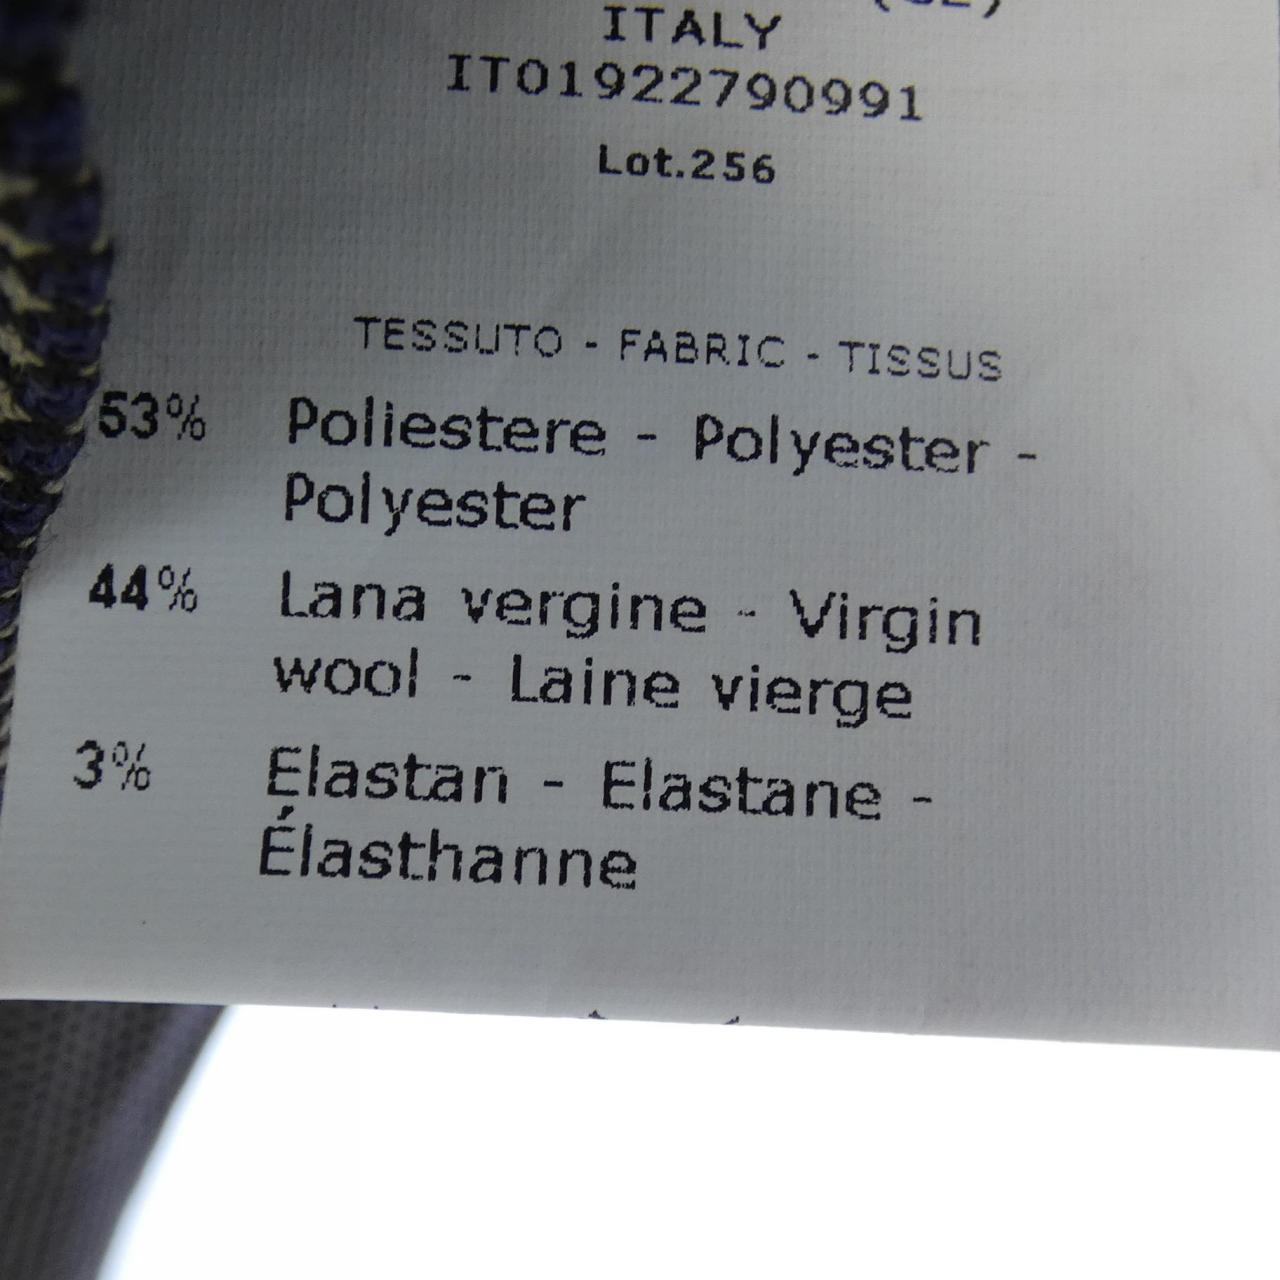 ITALY
IT01922790991
Lot.256
TESSUTO - FABRIC - TISSUS
53% Poliestere - Polyester -
Polyester
44% Lana vergine - Virgin
wool - Laine vierge
3% Elastan - Elastane -
Élasthanne